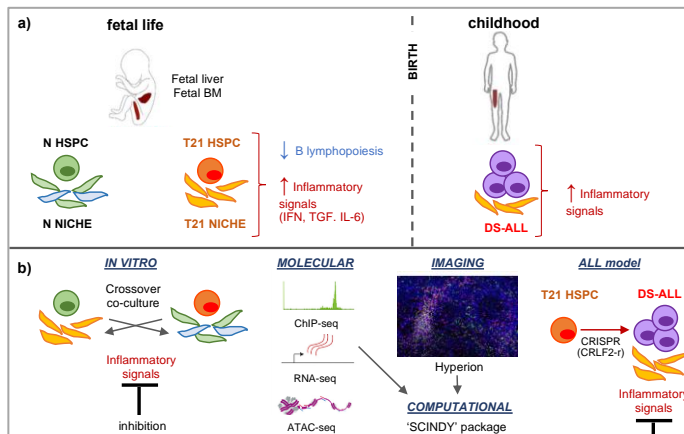 a)
fetal life
Fetal liver
Fetal BM
N HSPC
N NICHE
T21 HSPC
T21 NICHE
↓ B lymphopoiesis
↑ Inflammatory
signals
(IFN, TGF. IL-6)
BIRTH
childhood
DS-ALL
↑ Inflammatory
signals
b)
IN VITRO
Crossover
co-culture
Inflammatory
signals
inhibition
MOLECULAR
ChIP-seq
RNA-seq
ATAC-seq
IMAGING
Hyperion
COMPUTATIONAL
'SCINDY' package
ALL model
T21 HSPC
DS-ALL
CRISPR
(CRLF2-r)
Inflammatory
signals